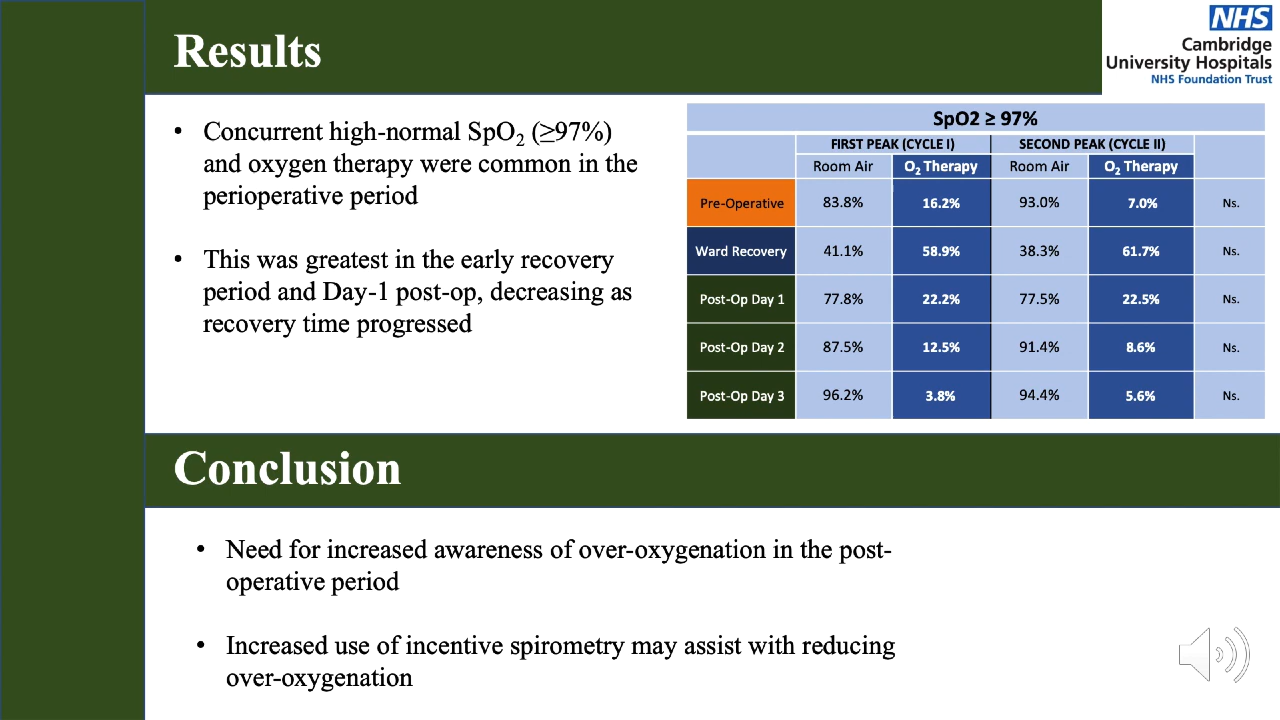 Results
NHS
Cambridge
University Hospitals
NHS Foundation Trust
• Concurrent high-normal SpO₂ (≥97%)
and oxygen therapy were common in the
perioperative period
• This was greatest in the early recovery
period and Day-1 post-op, decreasing as
recovery time progressed
SpO2 ≥ 97%
FIRST PEAK (CYCLE I) SECOND PEAK (CYCLE II)
Room Air O₂ Therapy Room Air O₂ Therapy
Pre-Operative 83.8% 16.2% 93.0% 7.0% Ns.
Ward Recovery 41.1% 58.9% 38.3% 61.7% Ns.
Post-Op Day 1 77.8% 22.2% 77.5% 22.5% Ns.
Post-Op Day 2 87.5% 12.5% 91.4% 8.6% Ns.
Post-Op Day 3 96.2% 3.8% 94.4% 5.6% Ns.
Conclusion
• Need for increased awareness of over-oxygenation in the post-
operative period
• Increased use of incentive spirometry may assist with reducing
over-oxygenation